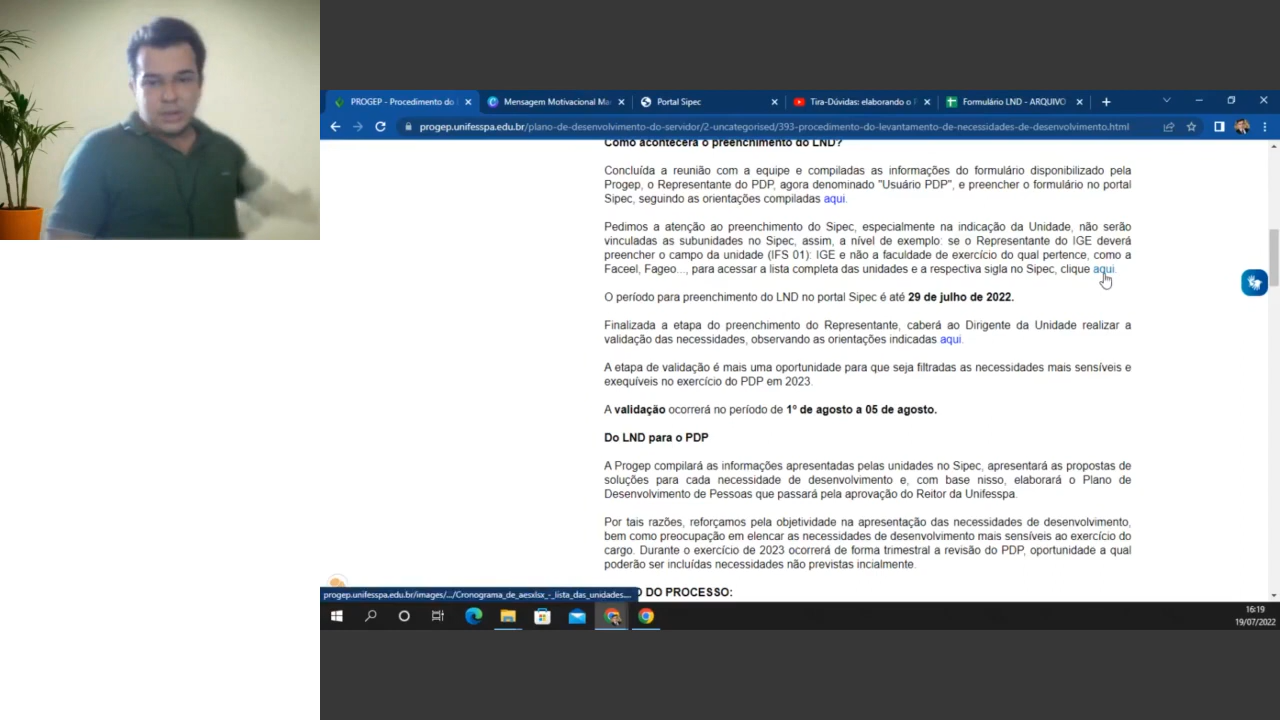 PROGEP - Procedimento do
Mensagem Motivacional Ma
Portal Sipec
Tira-Dúvidas: elaborando o
Formulário LND - ARQUIVO
progep.unifesspa.edu.br/plano-de-desenvolvimento-do-servidor/2-uncategorised/393-procedimento-do-levantamento-de-necessidades-de-desenvolvimento.html
Como acontecerá o preenchimento do LND?
Concluída a reunião com a equipe e compiladas as informações do formulário disponibilizado pela
Progep, o Representante do PDP, agora denominado "Usuário PDP", e preencher o formulário no portal
Sipec, seguindo as orientações compiladas aqui.
Pedimos a atenção ao preenchimento do Sipec, especialmente na indicação da Unidade, não serão
vinculadas as subunidades no Sipec, assim, a nível de exemplo: se o Representante do IGE deverá
preencher o campo da unidade (IFS 01): IGE e não a faculdade de exercício do qual pertence, como a
Faceel, Fageo..., para acessar a lista completa das unidades e a respectiva sigla no Sipec, clique aqui.
O período para preenchimento do LND no portal Sipec é até 29 de julho de 2022.
Finalizada a etapa do preenchimento do Representante, caberá ao Dirigente da Unidade realizar a
validação das necessidades, observando as orientações indicadas aqui.
A etapa de validação é mais uma oportunidade para que seja filtradas as necessidades mais sensíveis e
exequíveis no exercício do PDP em 2023.
A validação ocorrerá no período de 1º de agosto a 05 de agosto.
Do LND para o PDP
A Progep compilará as informações apresentadas pelas unidades no Sipec, apresentará as propostas de
soluções para cada necessidade de desenvolvimento e, com base nisso, elaborará o Plano de
Desenvolvimento de Pessoas que passará pela aprovação do Reitor da Unifesspa.
Por tais razões, reforçamos pela objetividade na apresentação das necessidades de desenvolvimento,
bem como preocupação em elencar as necessidades de desenvolvimento mais sensíveis ao exercício do
cargo. Durante o exercício de 2023 ocorrerá de forma trimestral a revisão do PDP, oportunidade a qual
poderão ser incluídas necessidades não previstas incialmente.
DO PROCESSO:
progep.unifesspa.edu.br/images/.../Cronograma_de_aesxlsx_-_lista_das_unidades....
16:19
19/07/2022